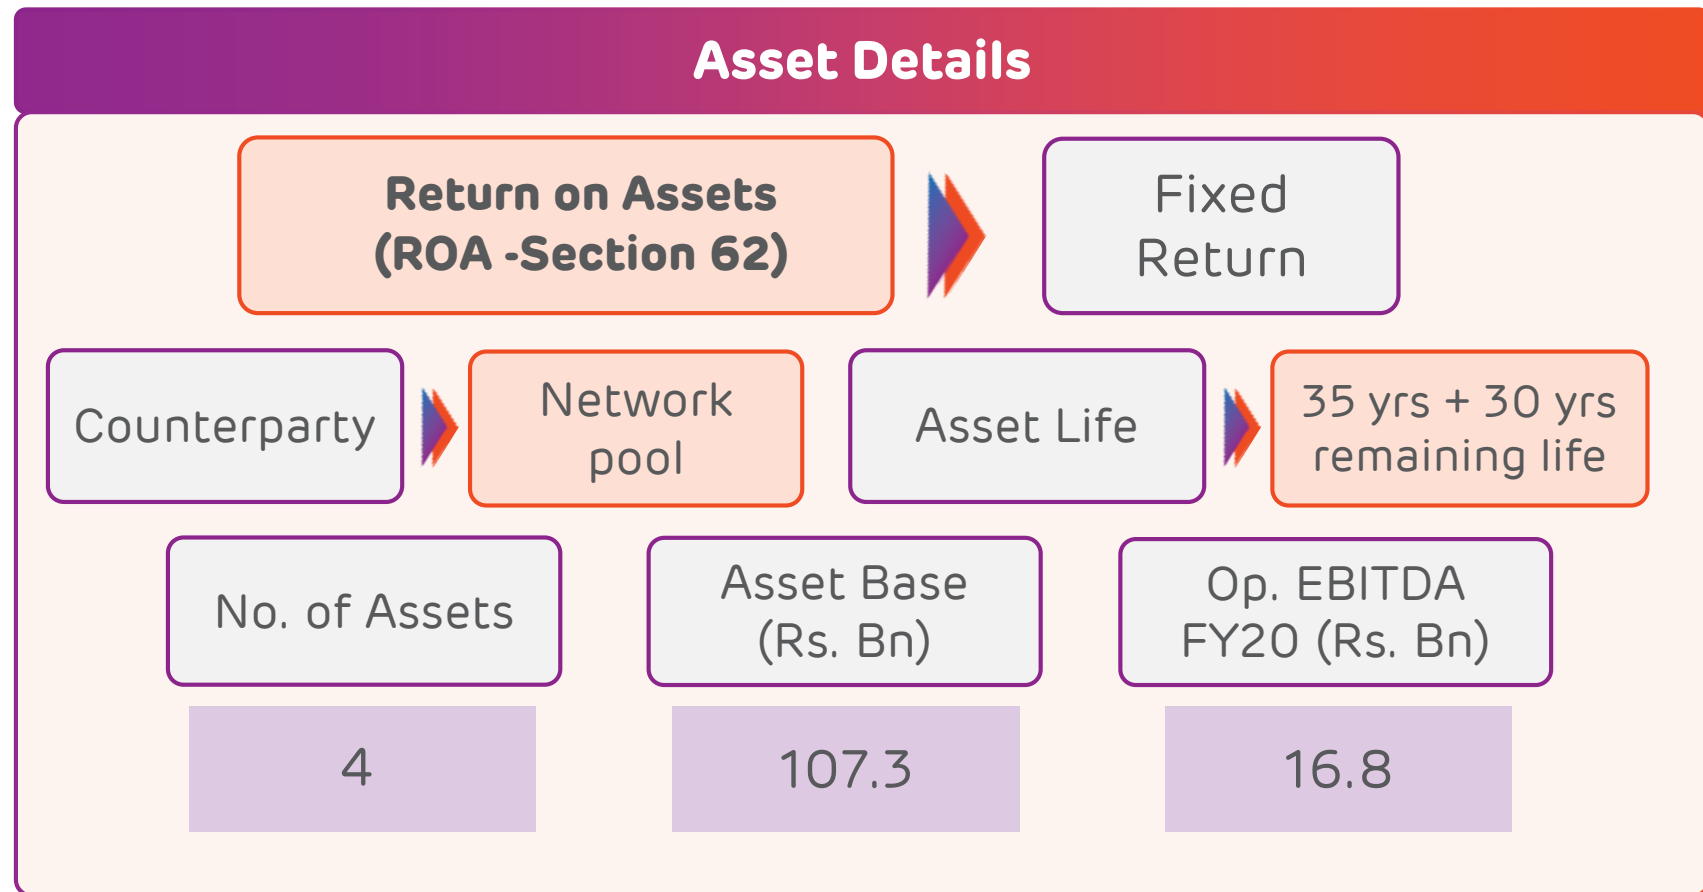 Asset Details
Return on Assets
(ROA -Section 62)
Fixed
Return
Counterparty
Network
pool
Asset Life
35 yrs + 30 yrs
remaining life
No. of Assets
Asset Base
(Rs. Bn)
Op. EBITDA
FY20 (Rs. Bn)
4
107.3
16.8